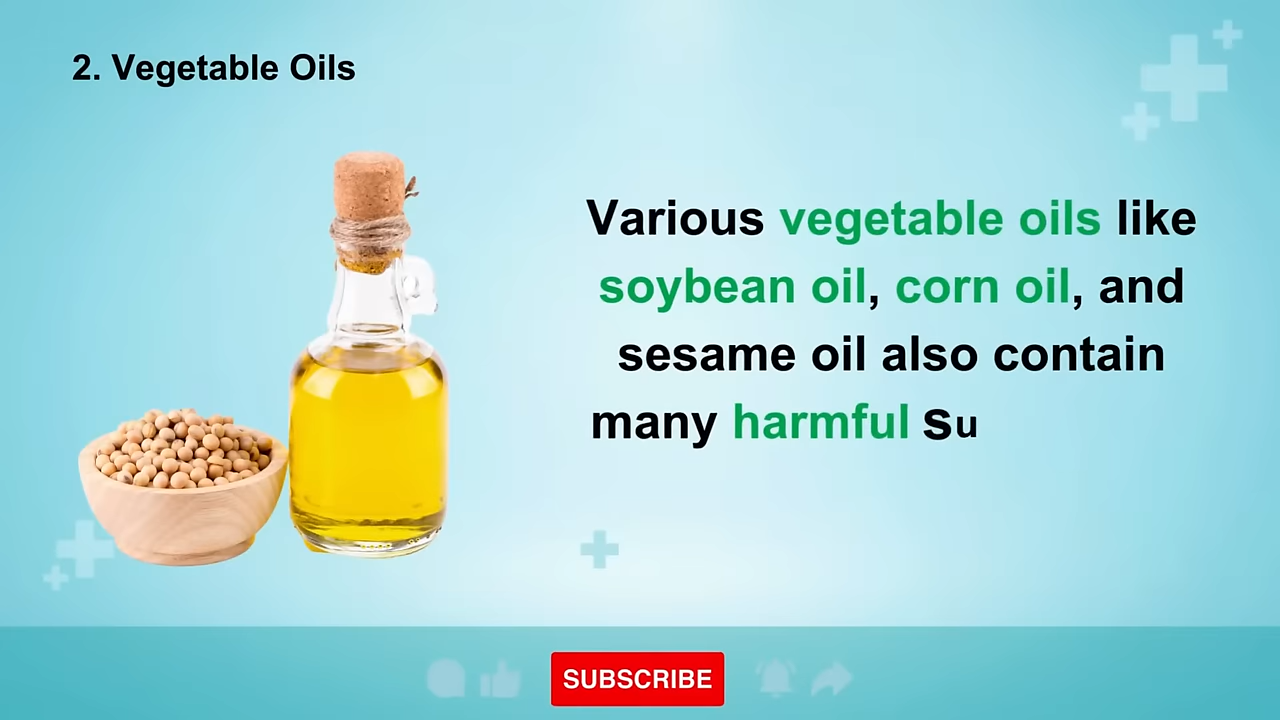 2. Vegetable Oils
Various vegetable oils like
soybean oil, corn oil, and
sesame oil also contain
many harmful su
SUBSCRIBE